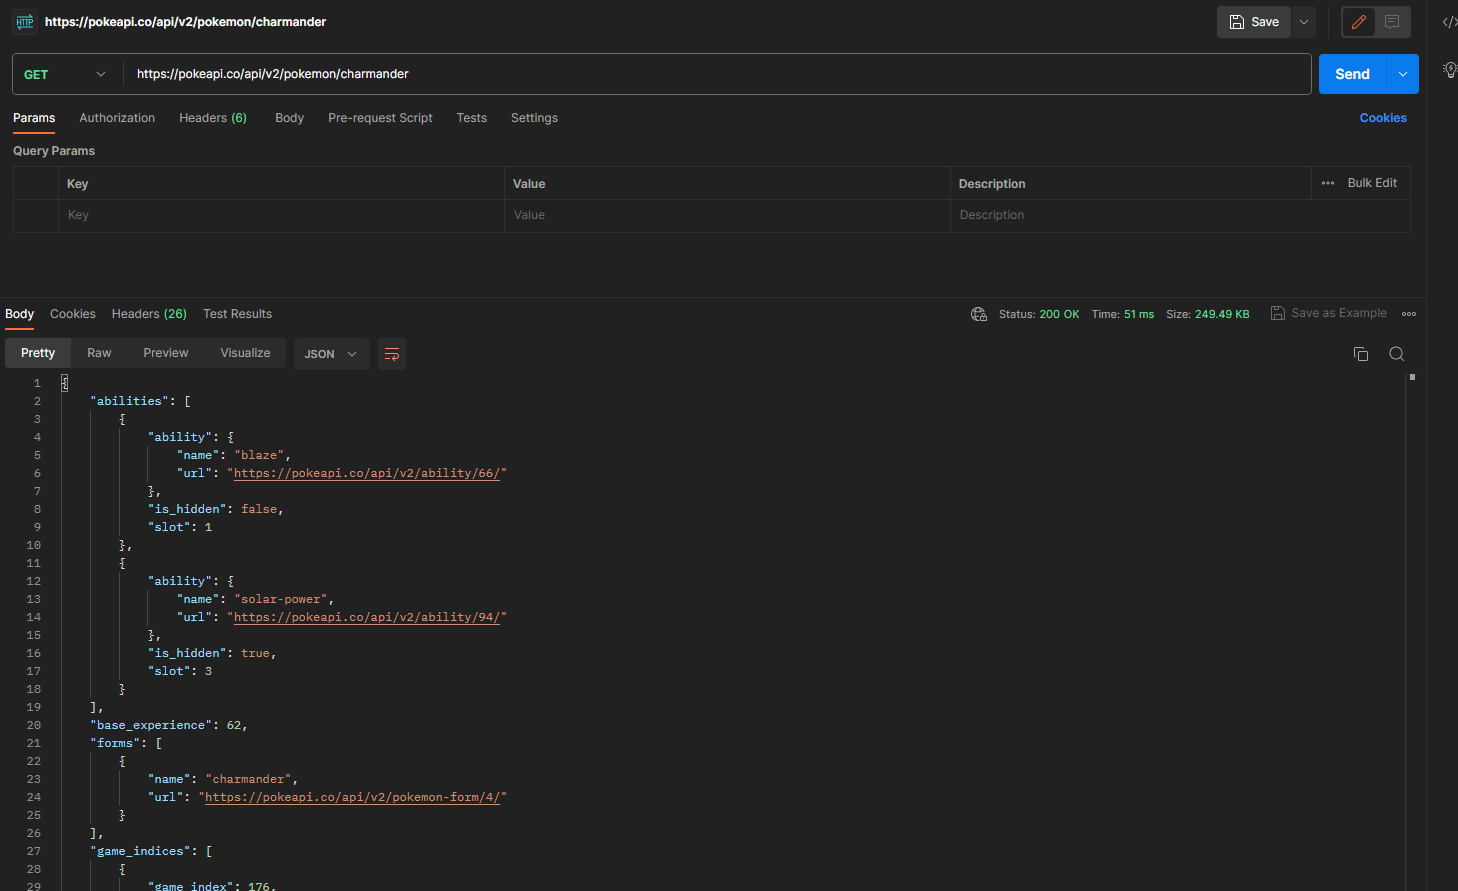 HTTP https://pokeapi.co/api/v2/pokemon/charmander Save
GET https://pokeapi.co/api/v2/pokemon/charmander Send
Params Authorization Headers (6) Body Pre-request Script Tests Settings Cookies
Query Params
Key Value Description ••• Bulk Edit
Key Value Description
Body Cookies Headers (26) Test Results Status: 200 OK Time: 51 ms Size: 249.49 KB Save as Example
Pretty Raw Preview Visualize JSON
1 {
2 "abilities": [
3 {
4 "ability": {
5 "name": "blaze",
6 "url": "https://pokeapi.co/api/v2/ability/66/"
7 },
8 "is_hidden": false,
9 "slot": 1
10 },
11 {
12 "ability": {
13 "name": "solar-power",
14 "url": "https://pokeapi.co/api/v2/ability/94/"
15 },
16 "is_hidden": true,
17 "slot": 3
18 }
19 ],
20 "base_experience": 62,
21 "forms": [
22 {
23 "name": "charmander",
24 "url": "https://pokeapi.co/api/v2/pokemon-form/4/"
25 }
26 ],
27 "game_indices": [
28 {
29 "game_index": 176,